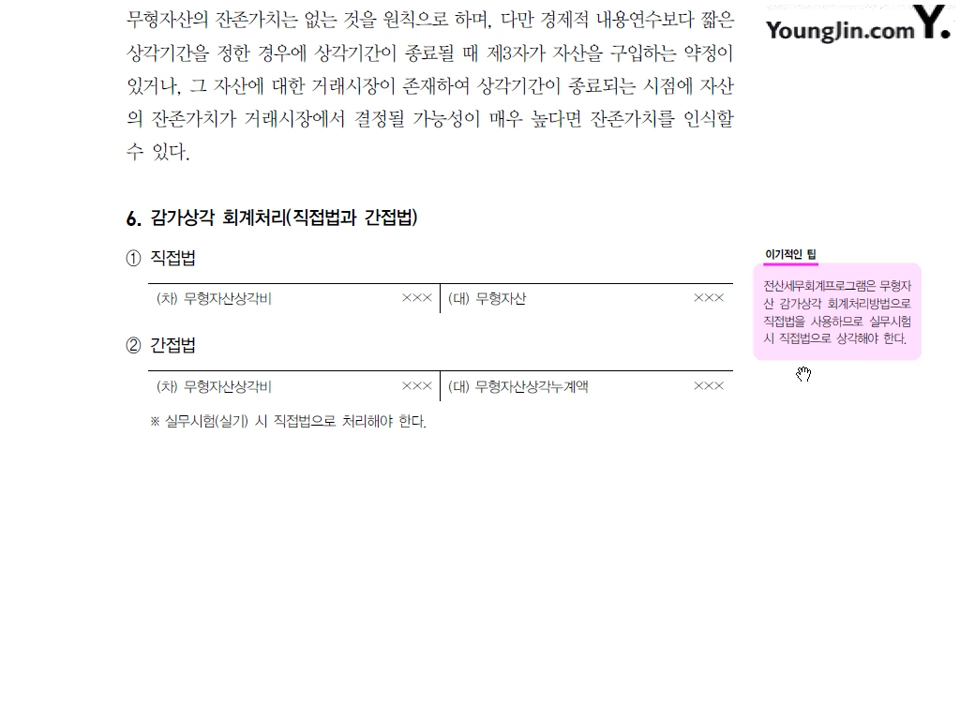 무형자산의 잔존가치는 없는 것을 원칙으로 하며, 다만 경제적 내용연수보다 짧은
상각기간을 정한 경우에 상각기간이 종료될 때 제3자가 자산을 구입하는 약정이
있거나, 그 자산에 대한 거래시장이 존재하여 상각기간이 종료되는 시점에 자산
의 잔존가치가 거래시장에서 결정될 가능성이 매우 높다면 잔존가치를 인식할
수 있다.
YoungJin.com Y.
6. 감가상각 회계처리(직접법과 간접법)
① 직접법
(차) 무형자산상각비 ××× (대) 무형자산 ×××
② 간접법
(차) 무형자산상각비 ××× (대) 무형자산상각누계액 ×××
※ 실무시험(실기) 시 직접법으로 처리해야 한다.
이기적인 팁
전산세무회계프로그램은 무형자
산 감가상각 회계처리방법으로
직접법을 사용하므로 실무시험
시 직접법으로 상각해야 한다.